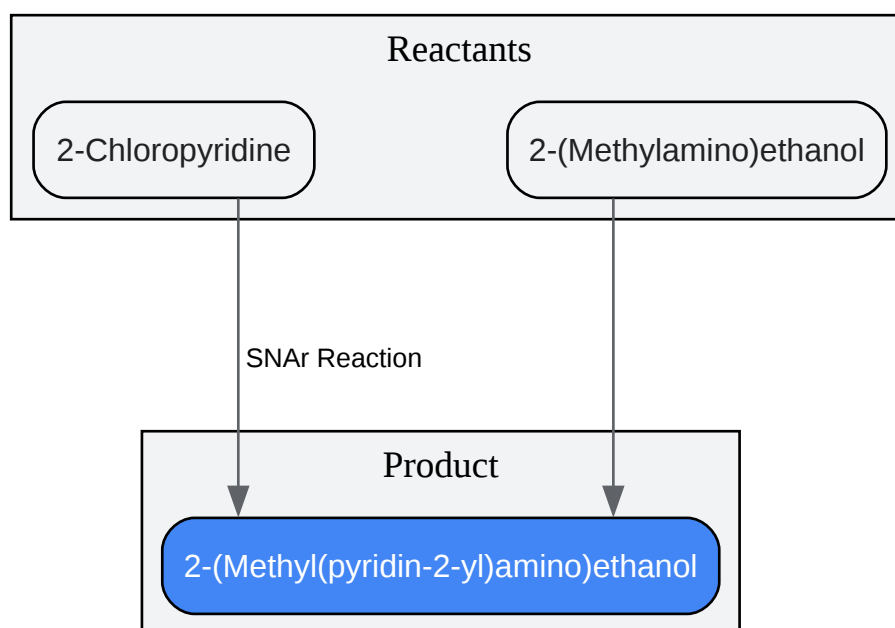 Reactants
2-Chloropyridine
2-(Methylamino)ethanol
SNAr Reaction
Product
2-(Methyl(pyridin-2-yl)amino)ethanol